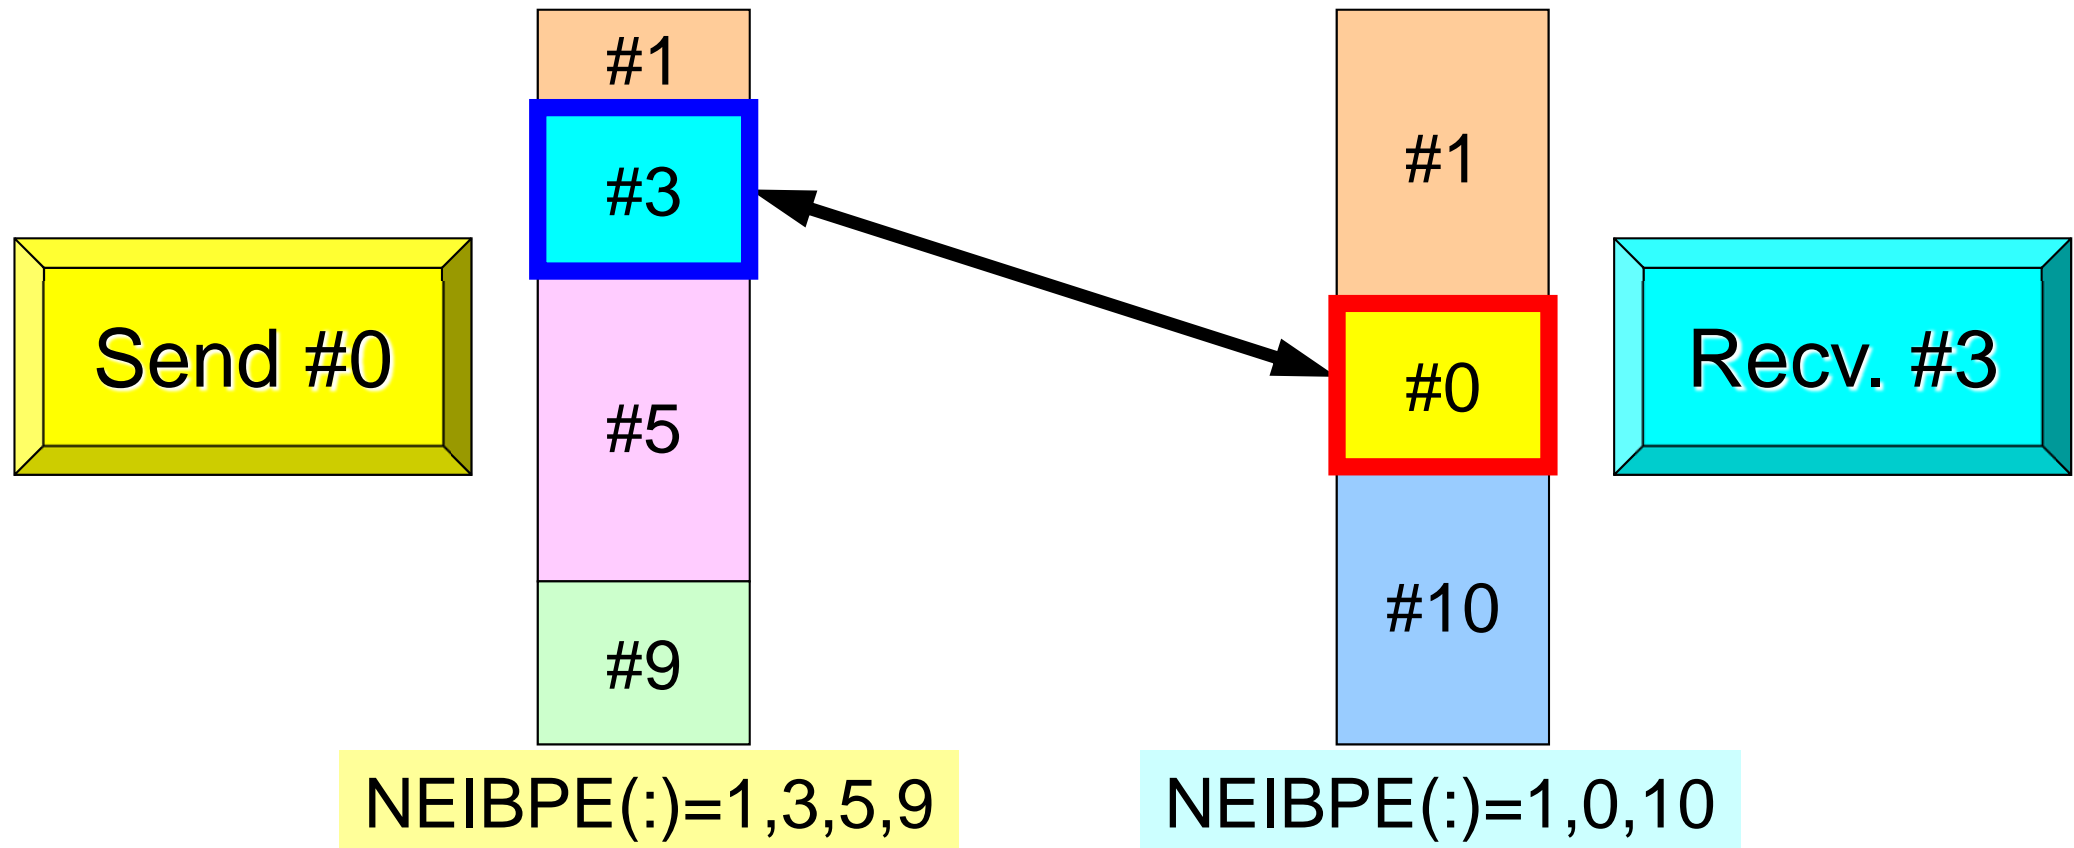 Send #0
#1
#3
#5
#9
NEIBPE(:)=1,3,5,9
#1
#0
#10
NEIBPE(:)=1,0,10
Recv. #3